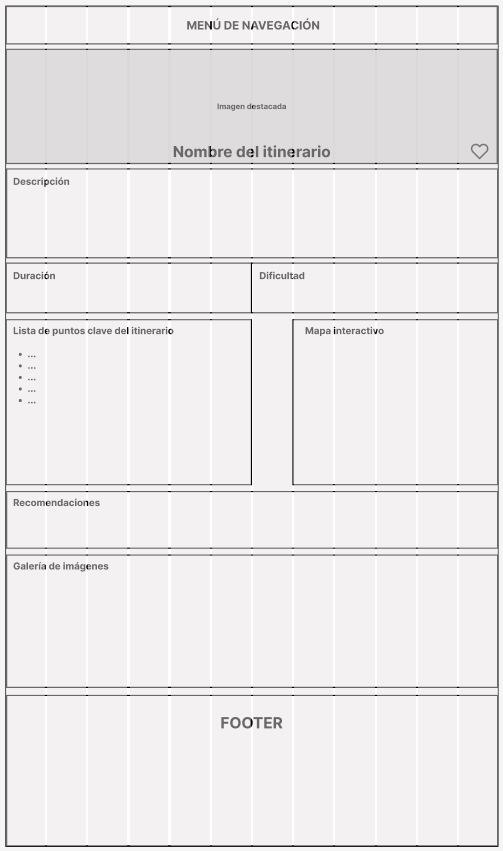 MENÚ DE NAVEGACIÓN
Imagen destacada
Nombre del itinerario
Descripción
Duración
Dificultad
Lista de puntos clave del itinerario
• ...
• ...
• ...
• ...
• ...
Mapa interactivo
Recomendaciones
Galería de imágenes
FOOTER